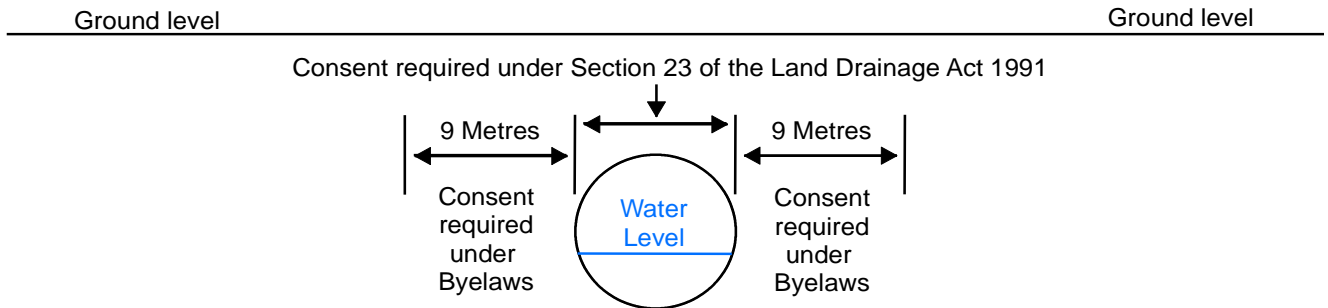 Ground level
Ground level
Consent required under Section 23 of the Land Drainage Act 1991
9 Metres
9 Metres
Consent
required
under
Byelaws
Water
Level
Consent
required
under
Byelaws